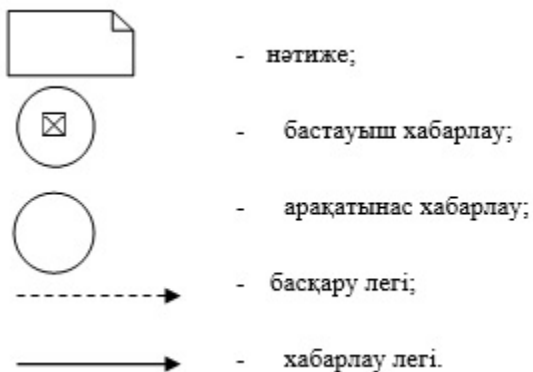 - нәтиже;
- бастауыш хабарлау;
- арақатынас хабарлау;
- басқару легі;
- хабарлау легі.